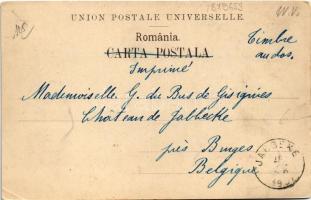 UNION POSTALE UNIVERSELLE.
România.
CARTA POSTALA
Timbre
au dos.
Imprimé
Mademoiselle G. du Bus de Gisignies
Château de Jabbeke
près Bruges
Belgique
JABBEKE